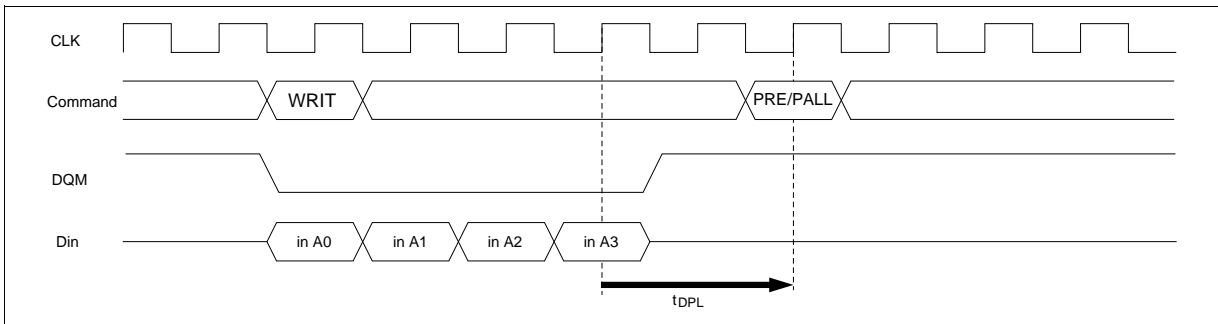 CLK
Command WRIT PRE/PALL
DQM
Din in A0 in A1 in A2 in A3
tDPL